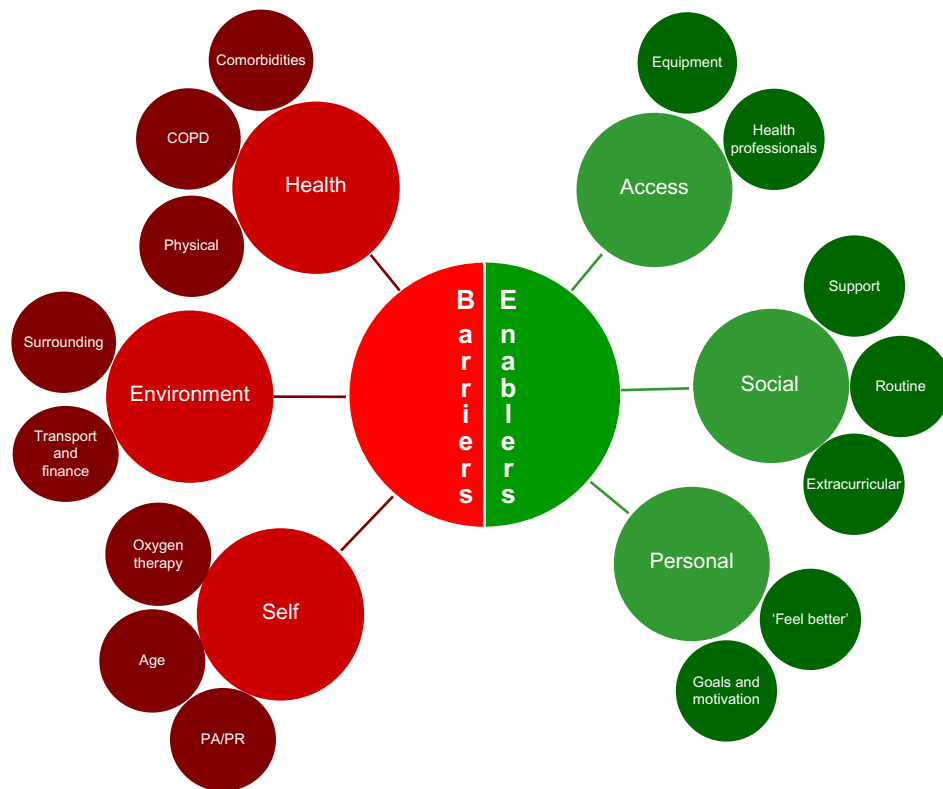 Comorbidities
COPD
Health
Physical
Surrounding
Environment
Transport
and
finance
Oxygen
therapy
Self
Age
PA/PR
Barriers
Enablers
Equipment
Health
professionals
Access
Support
Social
Routine
Extracurricular
Personal
‘Feel better’
Goals and
motivation